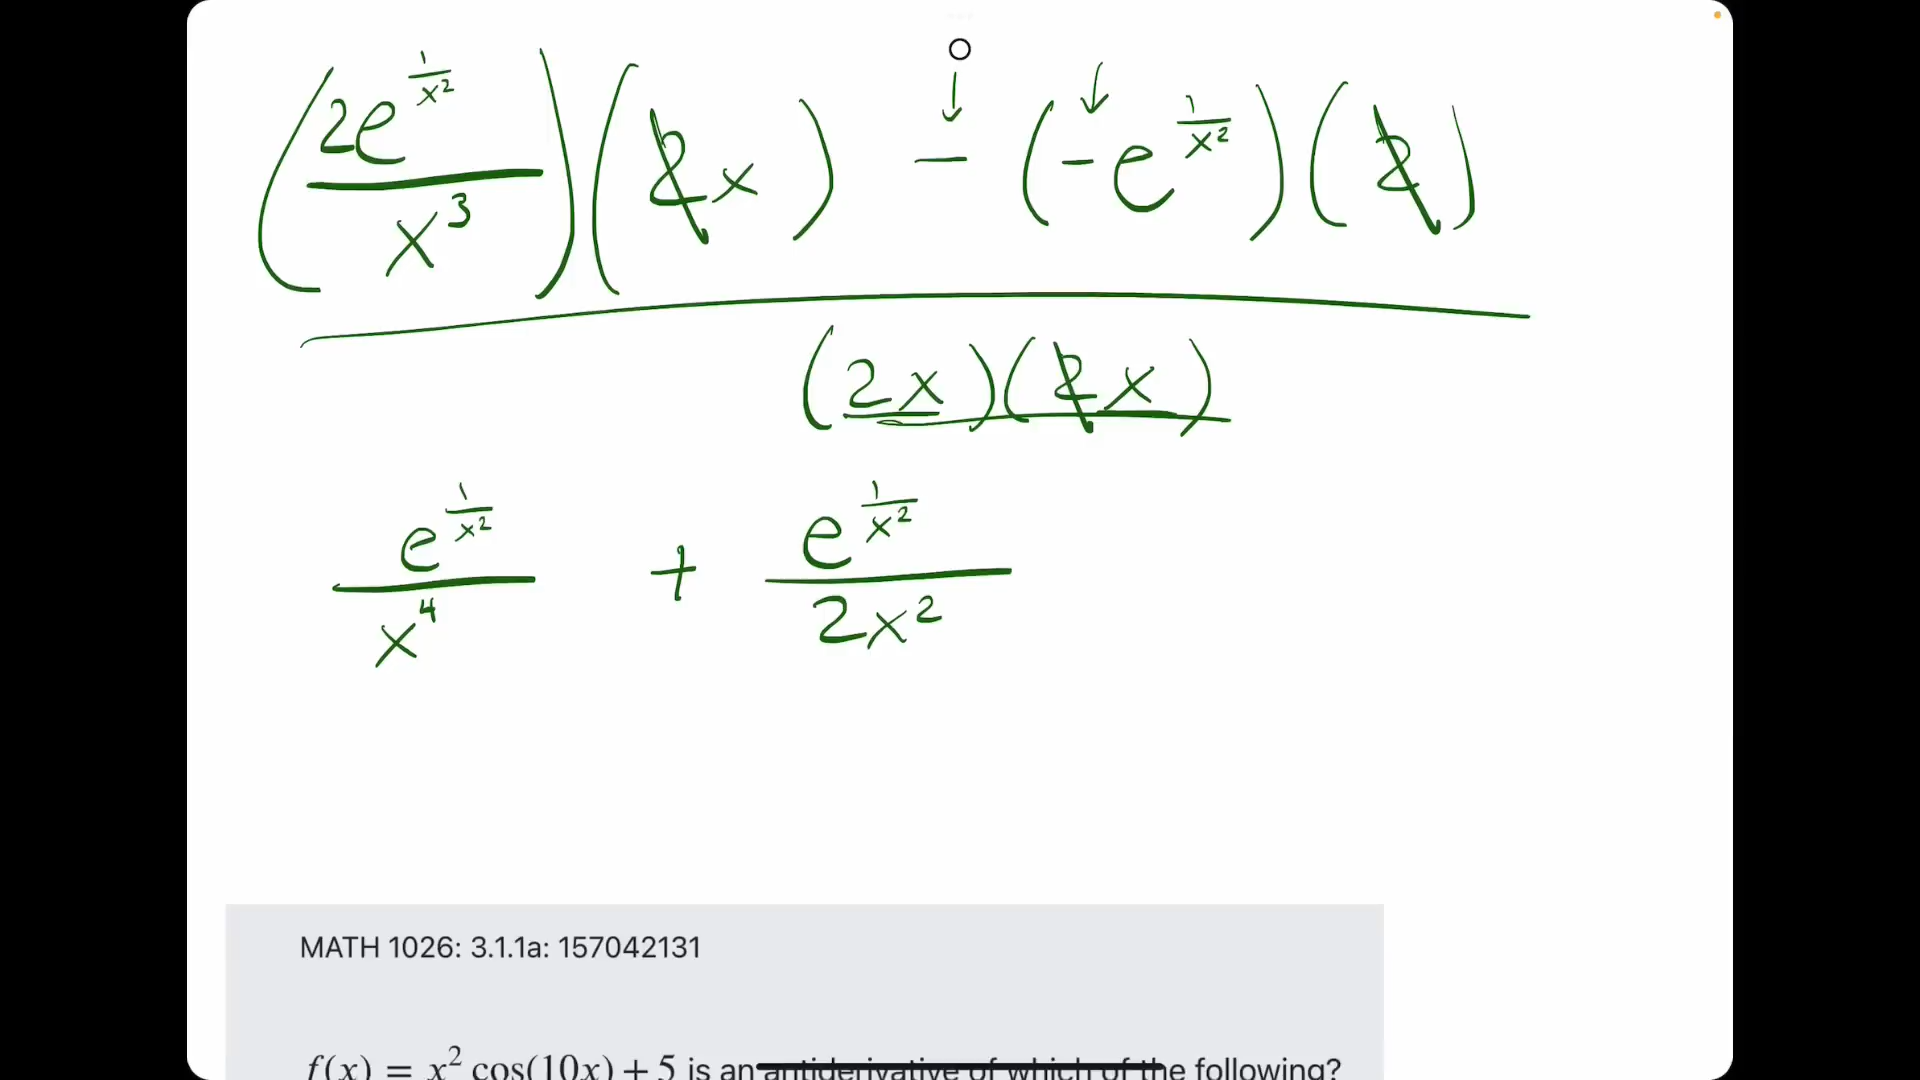 (2e^(1/x²) / x³)(2x) − (−e^(1/x²))(2)
(2x)(2x)
e^(1/x²) / x⁴ + e^(1/x²) / 2x²
MATH 1026: 3.1.1a: 157042131
f(x) = x² cos(10x) + 5 is an antiderivative of which of the following?